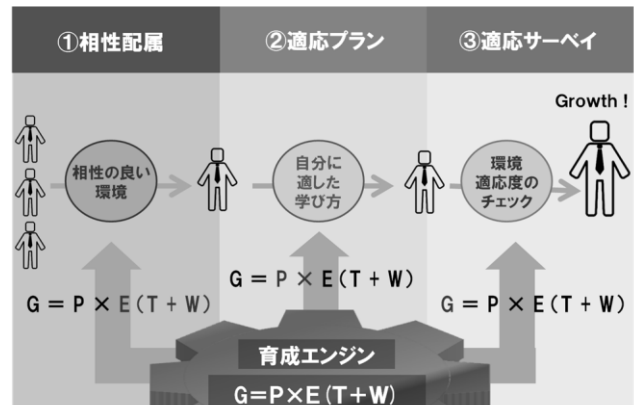 ①相性配属
②適応プラン
③適応サーベイ
Growth!
相性の良い
環境
自分に
適した
学び方
環境
適応度の
チェック
G = P × E (T + W)
G = P × E (T + W)
G = P × E (T + W)
育成エンジン
G=P×E(T+W)